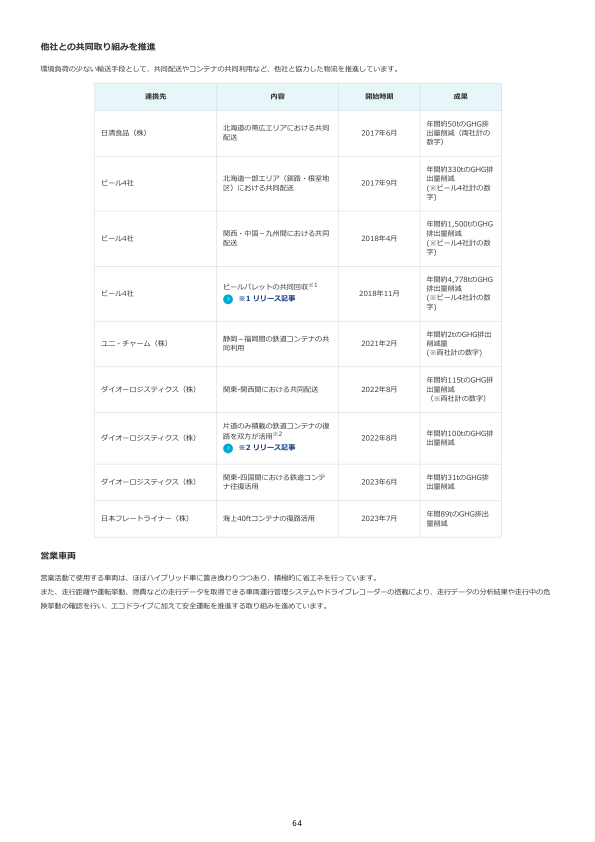 他社との共同取り組みを推進
環境負荷の少ない輸送手段として、共同配送やコンテナの共同利用など、他社と協力した物流を推進しています。
連携先 内容 開始時期 成果
日清食品（株） 北海道の帯広エリアにおける共同配送 2017年6月 年間約50tのGHG排出量削減（両社計の数字）
ビール4社 北海道一部エリア（釧路・根室地区）における共同配送 2017年9月 年間約330tのGHG排出量削減(※ビール4社計の数字)
ビール4社 関西・中国－九州間における共同配送 2018年4月 年間約1,500tのGHG排出量削減(※ビール4社計の数字)
ビール4社 ビールパレットの共同回収※1 ※1 リリース記事 2018年11月 年間約4,778tのGHG排出量削減(※ビール4社計の数字)
ユニ・チャーム（株） 静岡－福岡間の鉄道コンテナの共同利用 2021年2月 年間約2tのGHG排出削減量(※両社計の数字)
ダイオーロジスティクス（株） 関東-関西間における共同配送 2022年8月 年間約115tのGHG排出量削減（※両社計の数字）
ダイオーロジスティクス（株） 片道のみ積載の鉄道コンテナの復路を双方が活用※2 ※2 リリース記事 2022年8月 年間約100tのGHG排出量削減
ダイオーロジスティクス（株） 関東-四国間における鉄道コンテナ往復活用 2023年6月 年間約31tのGHG排出量削減
日本フレートライナー（株） 海上40ftコンテナの復路活用 2023年7月 年間89tのGHG排出量削減
営業車両
営業活動で使用する車両は、ほぼハイブリッド車に置き換わりつつあり、積極的に省エネを行っています。
また、走行距離や運転挙動、燃費などの走行データを取得できる車両運行管理システムやドライブレコーダーの搭載により、走行データの分析結果や走行中の危
険挙動の確認を行い、エコドライブに加えて安全運転を推進する取り組みを進めています。
64